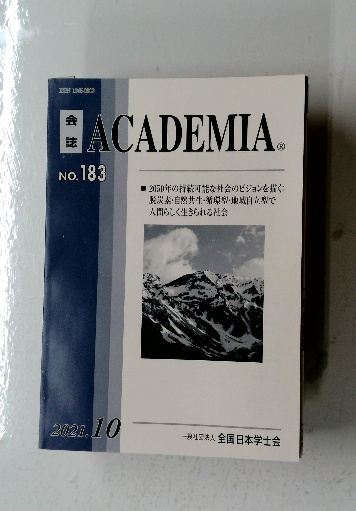 会誌
ACADEMIA®
NO.183
■ 2050年の持続可能な社会のビジョンを描く:
脱炭素・自然共生・循環型・地域自立型で
人間らしく生きられる社会
2021.10
一般社団法人 全国日本学士会